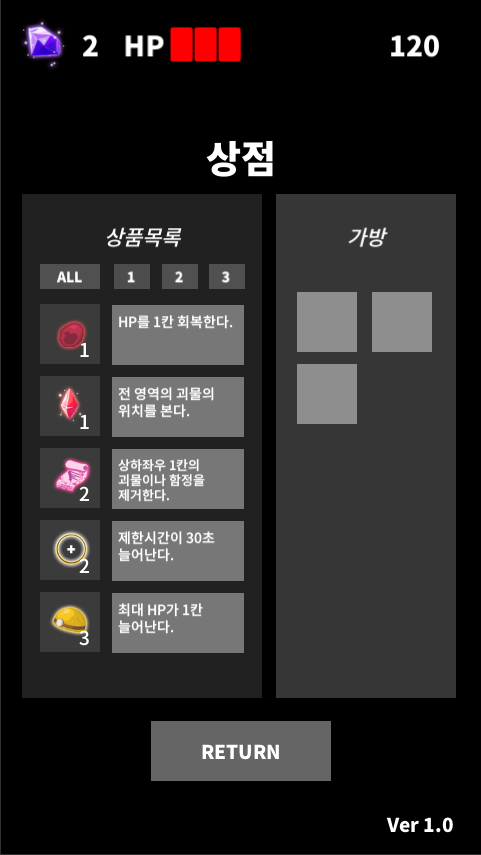 2 HP 120
상점
상품목록
ALL 1 2 3
1
HP를 1칸 회복한다.
1
전 영역의 괴물의
위치를 본다.
2
상하좌우 1칸의
괴물이나 함정을
제거한다.
2
제한시간이 30초
늘어난다.
3
최대 HP가 1칸
늘어난다.
가방
RETURN
Ver 1.0